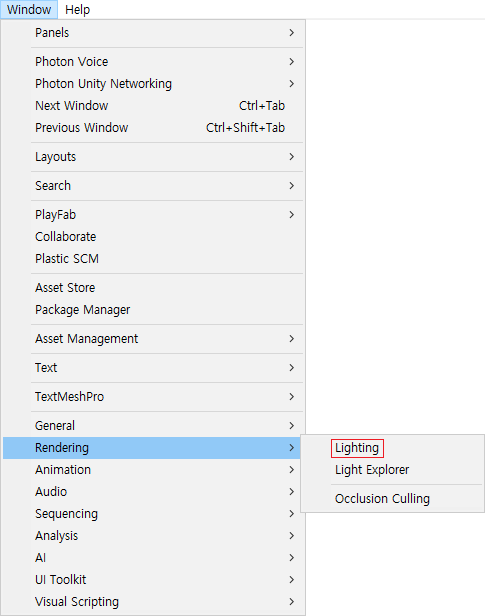 Window Help
Panels
Photon Voice
Photon Unity Networking
Next Window Ctrl+Tab
Previous Window Ctrl+Shift+Tab
Layouts
Search
PlayFab
Collaborate
Plastic SCM
Asset Store
Package Manager
Asset Management
Text
TextMeshPro
General
Rendering
Lighting
Animation
Light Explorer
Audio
Occlusion Culling
Sequencing
Analysis
AI
UI Toolkit
Visual Scripting